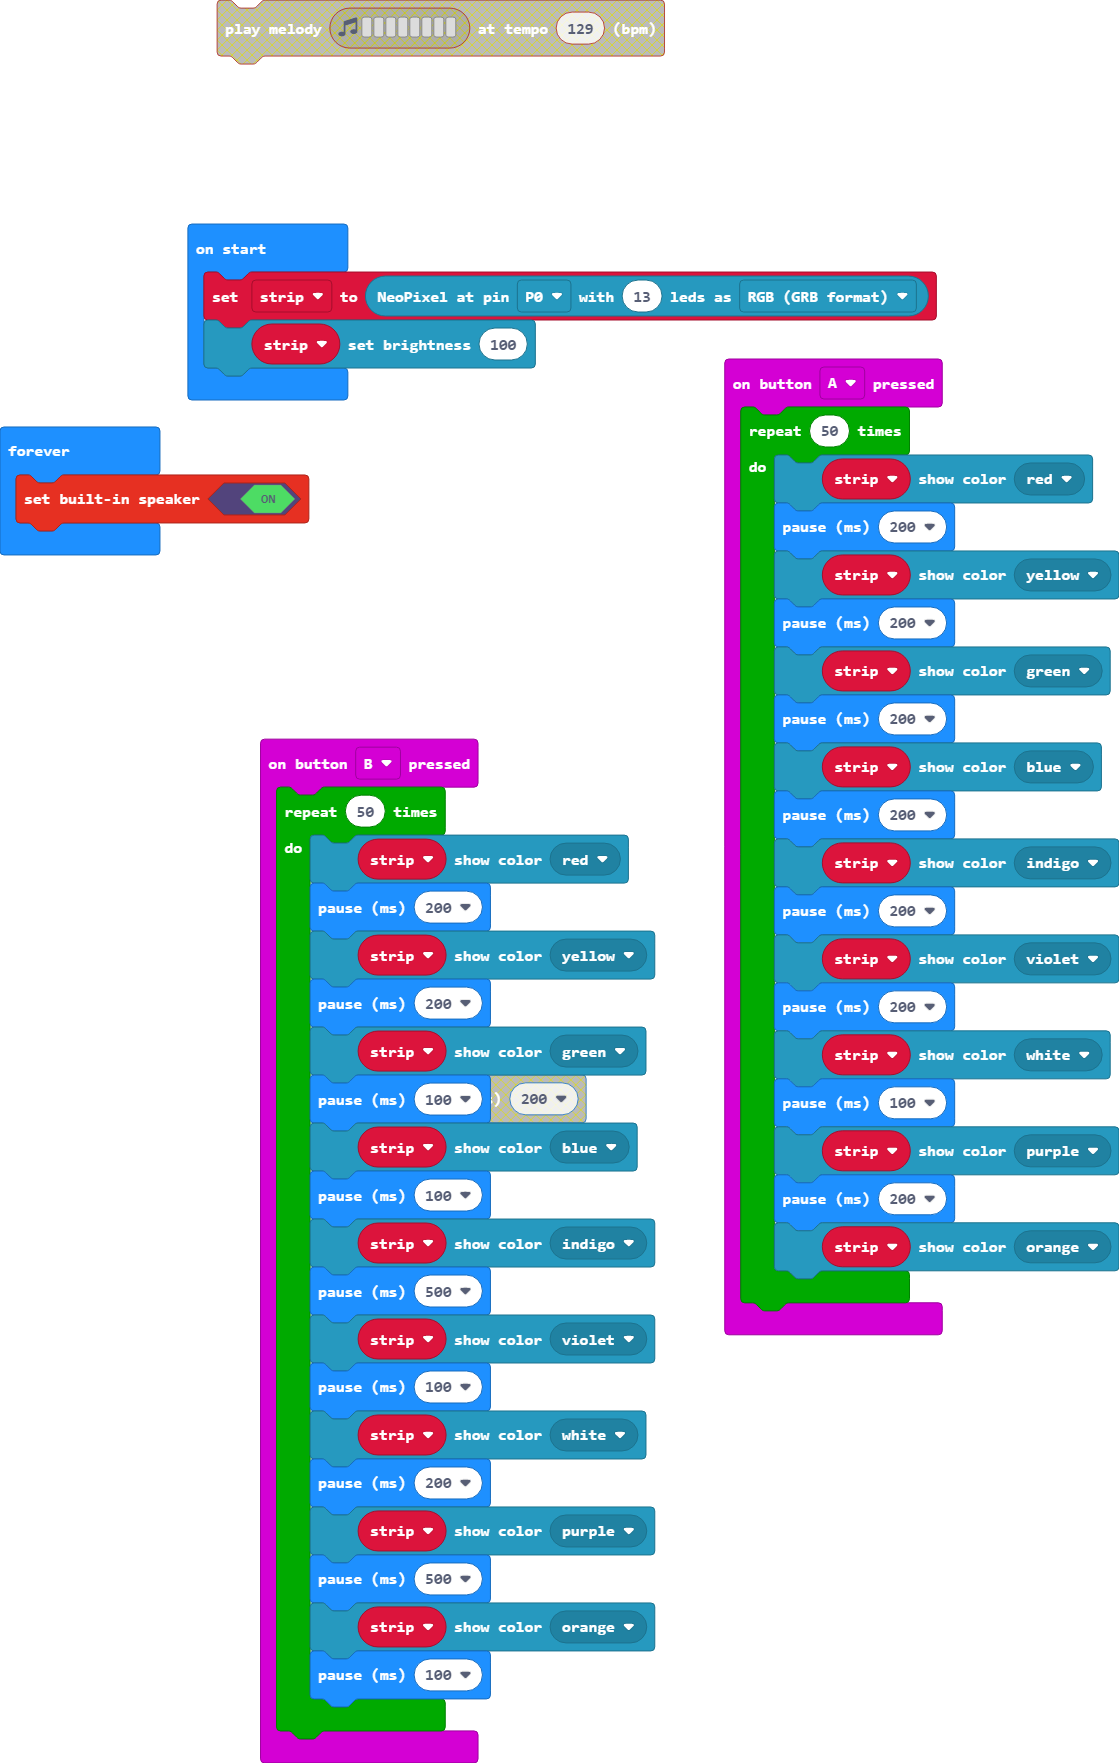 play melody at tempo 129 (bpm)
on start
set strip to NeoPixel at pin P0 with 13 leds as RGB (GRB format)
strip set brightness 100
forever
set built-in speaker ON
on button A pressed
repeat 50 times
do
strip show color red
pause (ms) 200
strip show color yellow
pause (ms) 200
strip show color green
pause (ms) 200
strip show color blue
pause (ms) 200
strip show color indigo
pause (ms) 200
strip show color violet
pause (ms) 200
strip show color white
pause (ms) 100
strip show color purple
pause (ms) 200
strip show color orange
on button B pressed
repeat 50 times
do
strip show color red
pause (ms) 200
strip show color yellow
pause (ms) 200
strip show color green
pause (ms) 100 ) 200
strip show color blue
pause (ms) 100
strip show color indigo
pause (ms) 500
strip show color violet
pause (ms) 100
strip show color white
pause (ms) 200
strip show color purple
pause (ms) 500
strip show color orange
pause (ms) 100